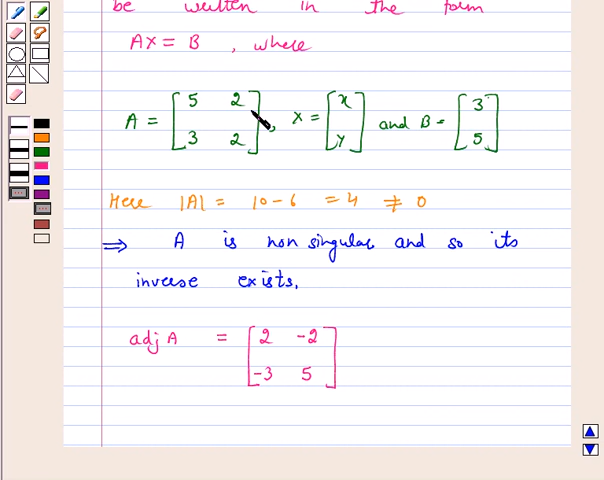 be written in the form
AX = B , where
A = [5 2; 3 2], X = [x; y] and B = [3; 5]
Here |A| = 10 - 6 = 4 ≠ 0
⇒ A is non singular and so its
inverse exists.
adj A = [2 -2; -3 5]